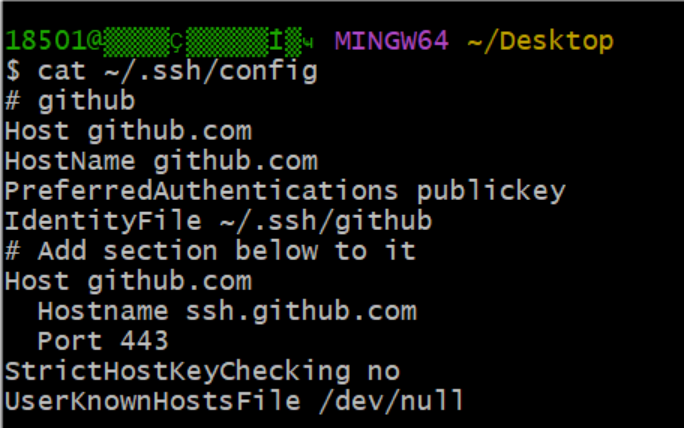 18501@ MINGW64 ~/Desktop
$ cat ~/.ssh/config
# github
Host github.com
HostName github.com
PreferredAuthentications publickey
IdentityFile ~/.ssh/github
# Add section below to it
Host github.com
  Hostname ssh.github.com
  Port 443
StrictHostKeyChecking no
UserKnownHostsFile /dev/null